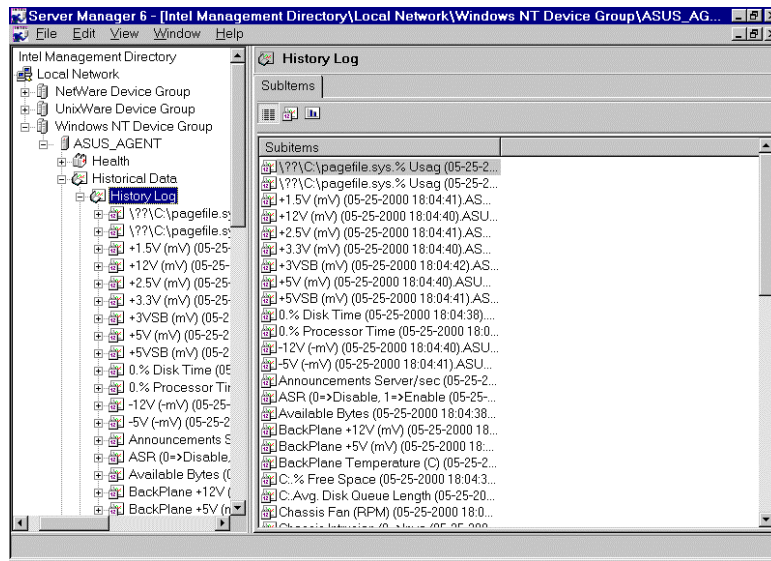 Server Manager 6 - [Intel Management Directory\Local Network\Windows NT Device Group\ASUS_AG...
File Edit View Window Help
Intel Management Directory
Local Network
NetWare Device Group
UnixWare Device Group
Windows NT Device Group
ASUS_AGENT
Health
Historical Data
History Log
\??\C:\pagefile.sy
\??\C:\pagefile.sy
+1.5V (mV) (05-25-
+12V (mV) (05-25-
+2.5V (mV) (05-25-
+3.3V (mV) (05-25-
+3VSB (mV) (05-2
+5V (mV) (05-25-2
+5VSB (mV) (05-2
0.% Disk Time (05
0.% Processor Tir
-12V (-mV) (05-25-
-5V (-mV) (05-25-2
Announcements S
ASR (0=>Disable,
Available Bytes (0
BackPlane +12V (
BackPlane +5V (m
History Log
SubItems
Subitems
\??\C:\pagefile.sys.% Usag (05-25-2...
\??\C:\pagefile.sys.% Usag (05-25-2...
+1.5V (mV) (05-25-2000 18:04:41).AS...
+12V (mV) (05-25-2000 18:04:40).ASU...
+2.5V (mV) (05-25-2000 18:04:41).AS...
+3.3V (mV) (05-25-2000 18:04:40).AS...
+3VSB (mV) (05-25-2000 18:04:42).AS...
+5V (mV) (05-25-2000 18:04:40).ASU...
+5VSB (mV) (05-25-2000 18:04:41).AS...
0.% Disk Time (05-25-2000 18:04:38)....
0.% Processor Time (05-25-2000 18:0...
-12V (-mV) (05-25-2000 18:04:40).ASU...
-5V (-mV) (05-25-2000 18:04:41).ASU...
Announcements Server/sec (05-25-2...
ASR (0=>Disable, 1=>Enable (05-25-...
Available Bytes (05-25-2000 18:04:38...
BackPlane +12V (mV) (05-25-2000 18...
BackPlane +5V (mV) (05-25-2000 18:...
BackPlane Temperature (C) (05-25-2...
C:.% Free Space (05-25-2000 18:04:3...
C:.Avg. Disk Queue Length (05-25-20...
Chassis Fan (RPM) (05-25-2000 18:0...